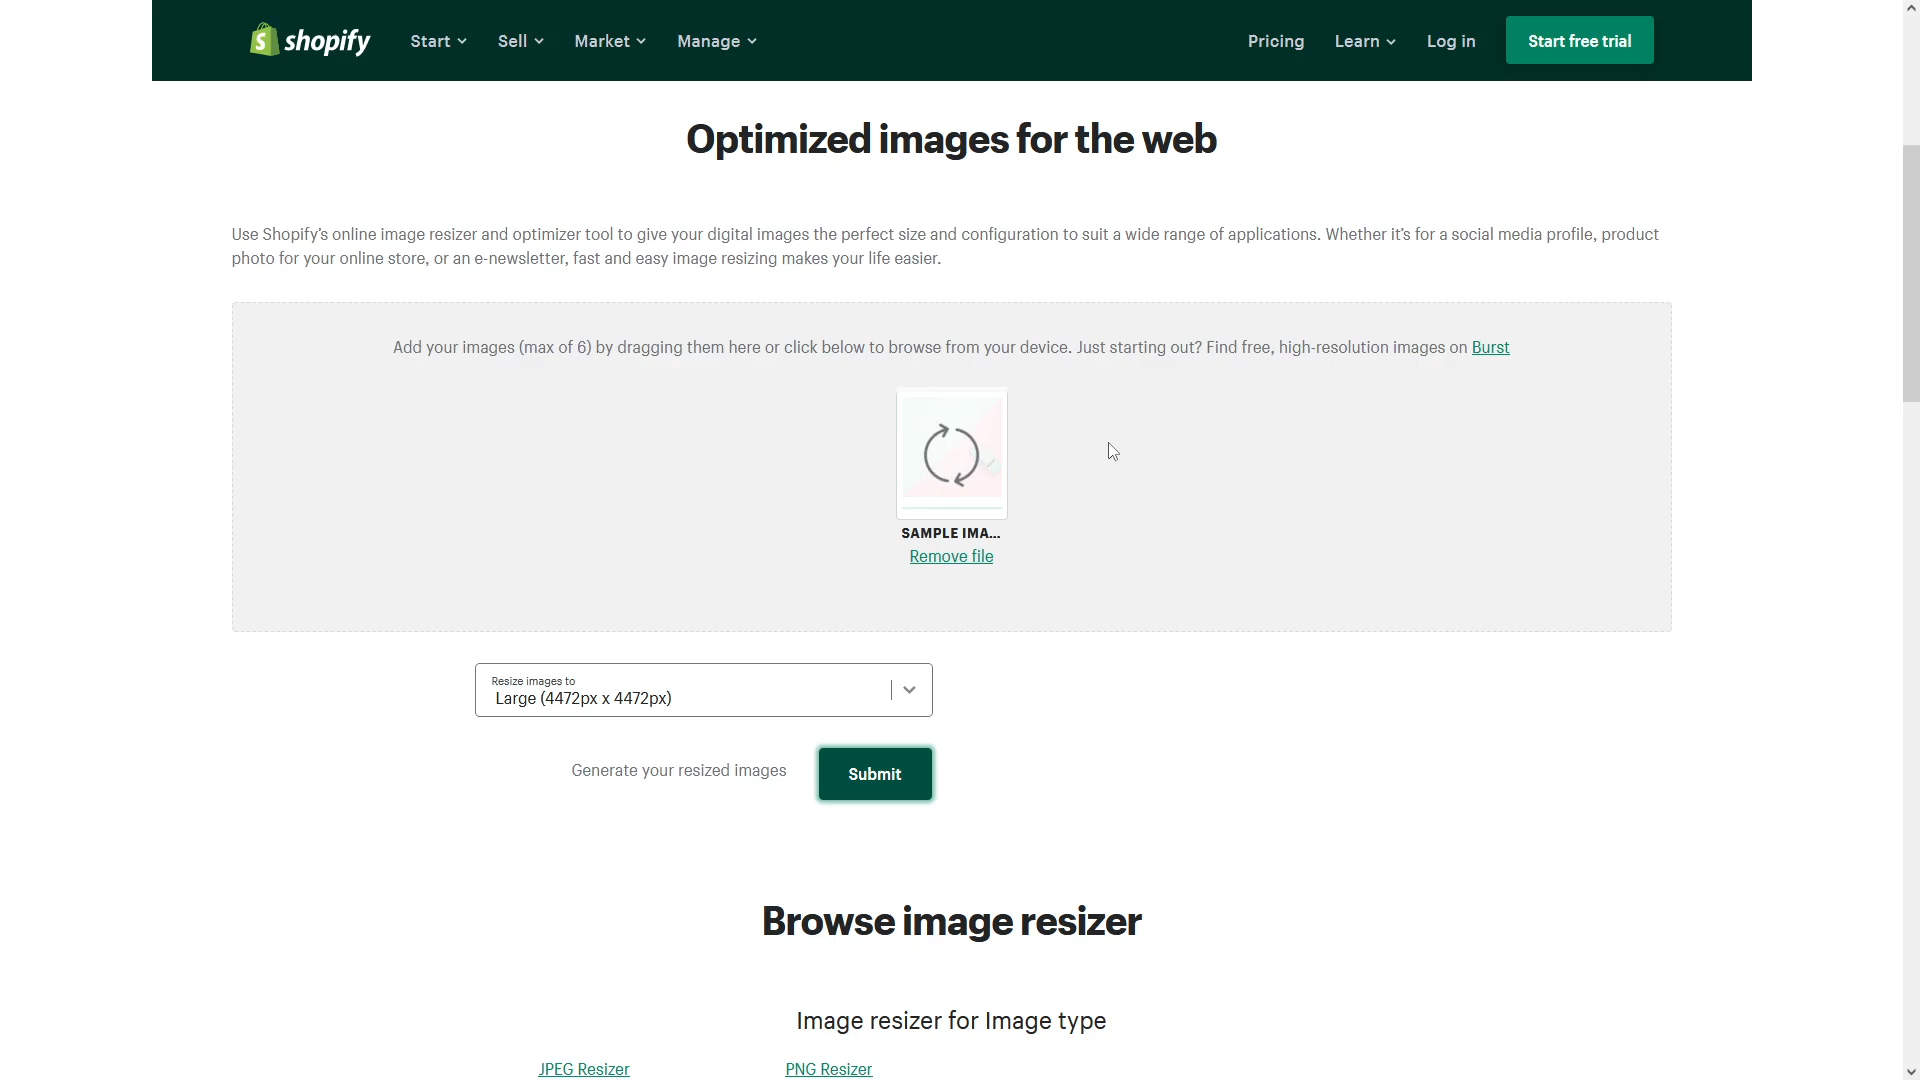 shopify
Start
Sell
Market
Manage
Pricing
Learn
Log in
Start free trial
Optimized images for the web
Use Shopify's online image resizer and optimizer tool to give your digital images the perfect size and configuration to suit a wide range of applications. Whether it's for a social media profile, product
photo for your online store, or an e-newsletter, fast and easy image resizing makes your life easier.
Add your images (max of 6) by dragging them here or click below to browse from your device. Just starting out? Find free, high-resolution images on Burst
SAMPLE IMA...
Remove file
Resize images to
Large (4472px x 4472px)
Generate your resized images
Submit
Browse image resizer
Image resizer for Image type
JPEG Resizer
PNG Resizer